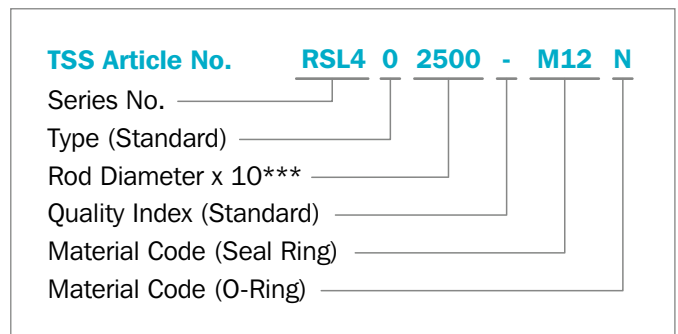 TSS Article No. RSL4 0 2500 - M12 N
Series No.
Type (Standard)
Rod Diameter x 10***
Quality Index (Standard)
Material Code (Seal Ring)
Material Code (O-Ring)